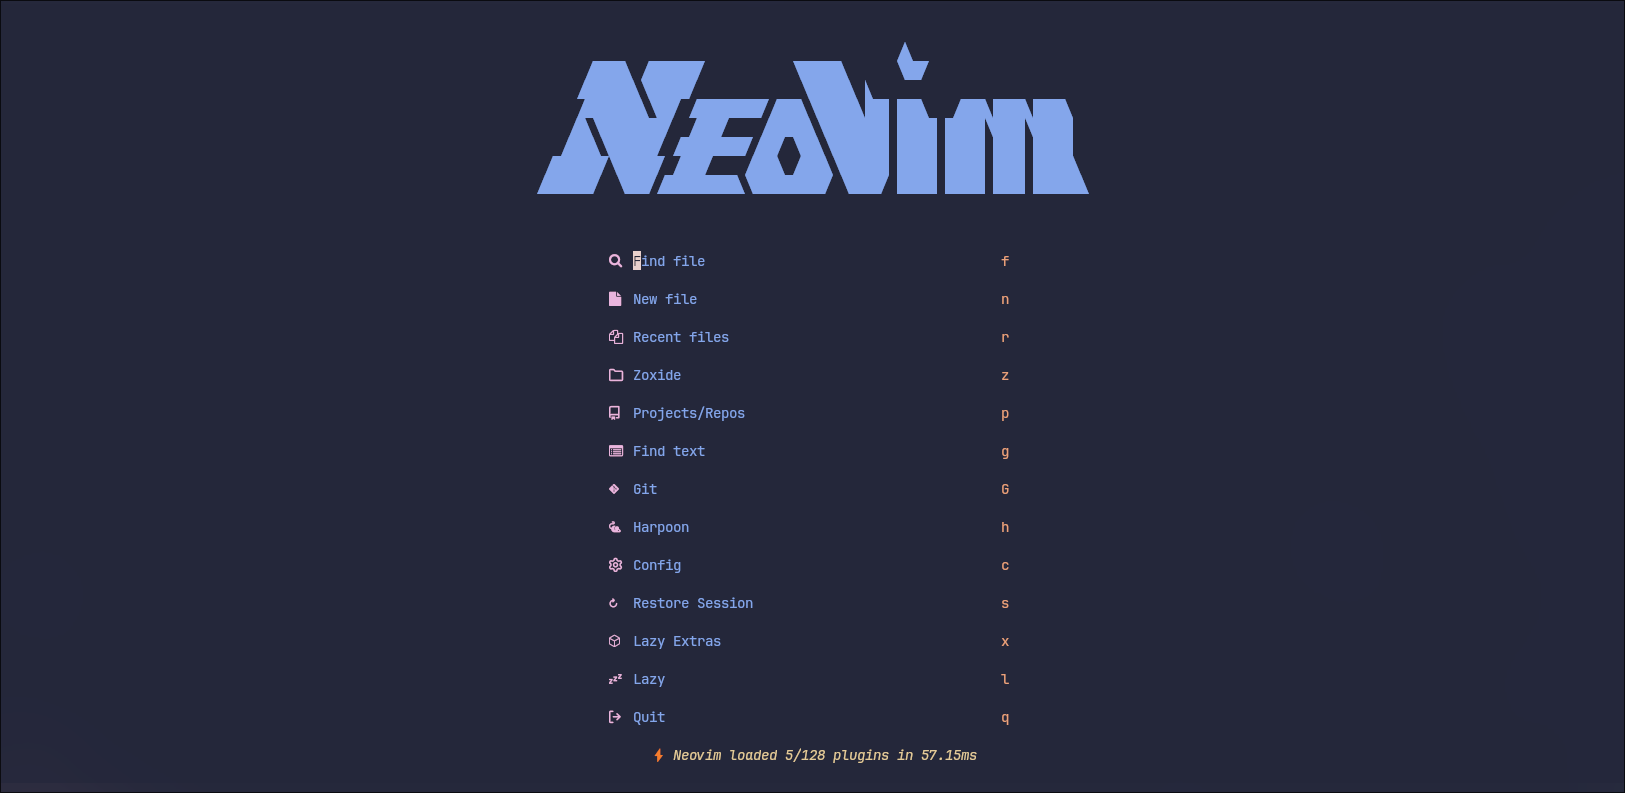 Neovim
Find file f
New file n
Recent files r
Zoxide z
Projects/Repos p
Find text g
Git G
Harpoon h
Config c
Restore Session s
Lazy Extras x
Lazy l
Quit q
Neovim loaded 5/128 plugins in 57.15ms